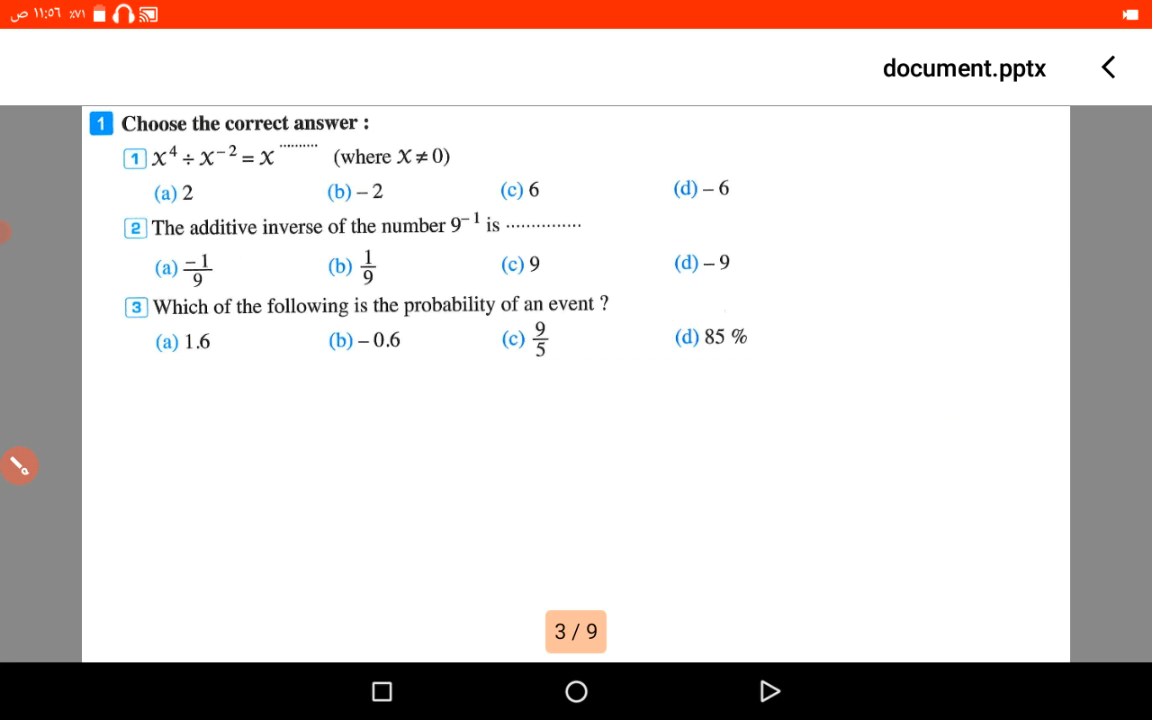 ص ١١:٥٦ ٪٧١
document.pptx
1 Choose the correct answer :
1 x⁴ ÷ x⁻² = x ·········· (where x ≠ 0)
(a) 2 (b) – 2 (c) 6 (d) – 6
2 The additive inverse of the number 9⁻¹ is ···············
(a) –1/9 (b) 1/9 (c) 9 (d) – 9
3 Which of the following is the probability of an event ?
(a) 1.6 (b) – 0.6 (c) 9/5 (d) 85 %
3 / 9